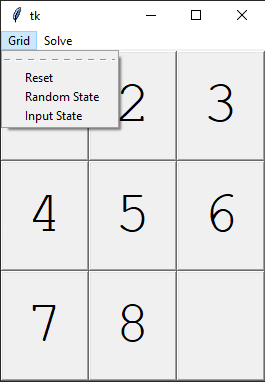 tk
Grid Solve
Reset
Random State
Input State
2 3
4 5 6
7 8